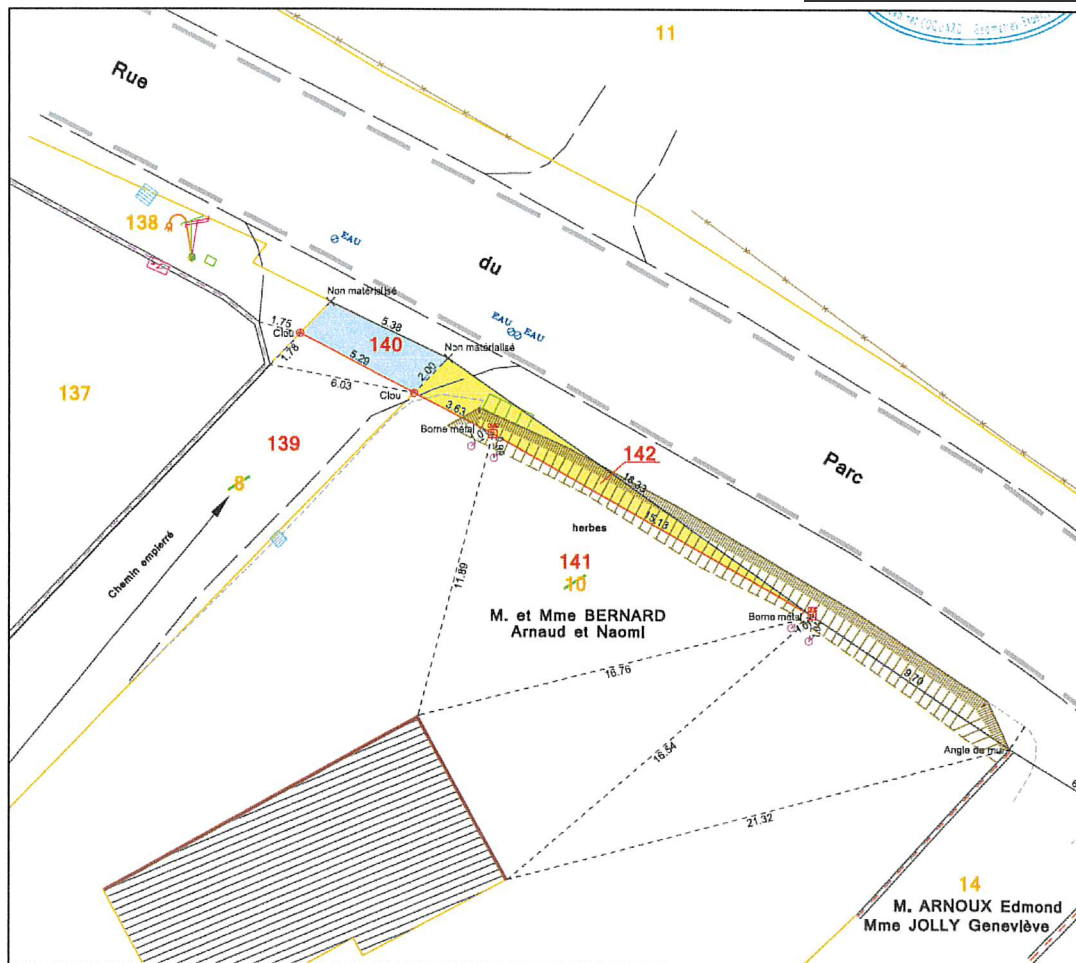 11
Rue
138
EAU
du
Non matérialisé
1.75
Clou
5.38
140
EAU
EAU
Non matérialisé
1.78
5.29
2.00
6.03
Clou
137
3.63
Borne métal
139
142
Parc
18.33
15.13
8
herbes
Chemin empierré
11.89
141
10
M. et Mme BERNARD
Arnaud et Naomi
Borne métal
16.76
9.70
16.54
Angle de mur
21.32
14
M. ARNOUX Edmond
Mme JOLLY Geneviève